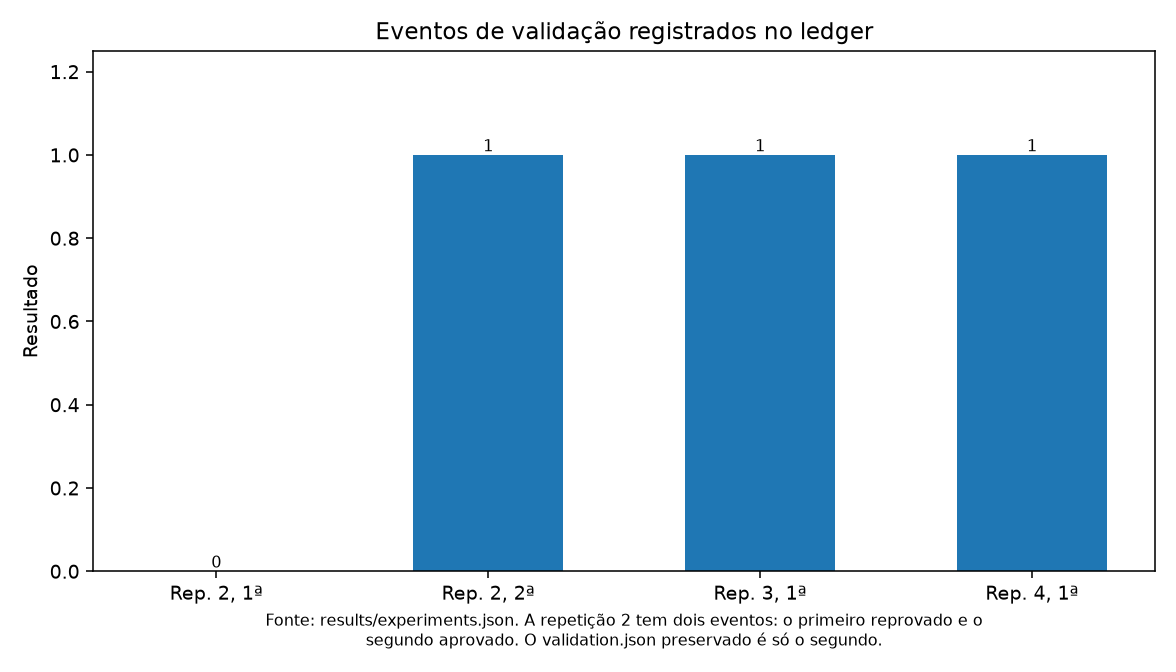 Eventos de validação registrados no ledger
Resultado
1.2
1.0
0.8
0.6
0.4
0.2
0.0
0
1
1
1
Rep. 2, 1ª
Rep. 2, 2ª
Rep. 3, 1ª
Rep. 4, 1ª
Fonte: results/experiments.json. A repetição 2 tem dois eventos: o primeiro reprovado e o
segundo aprovado. O validation.json preservado é só o segundo.